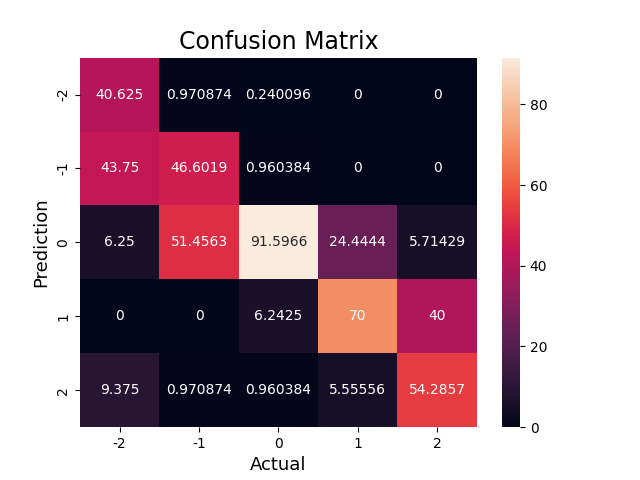 Confusion Matrix
Prediction
-2 40.625 0.970874 0.240096 0 0
-1 43.75 46.6019 0.960384 0 0
0 6.25 51.4563 91.5966 24.4444 5.71429
1 0 0 6.2425 70 40
2 9.375 0.970874 0.960384 5.55556 54.2857
-2 -1 0 1 2
Actual
80
60
40
20
0